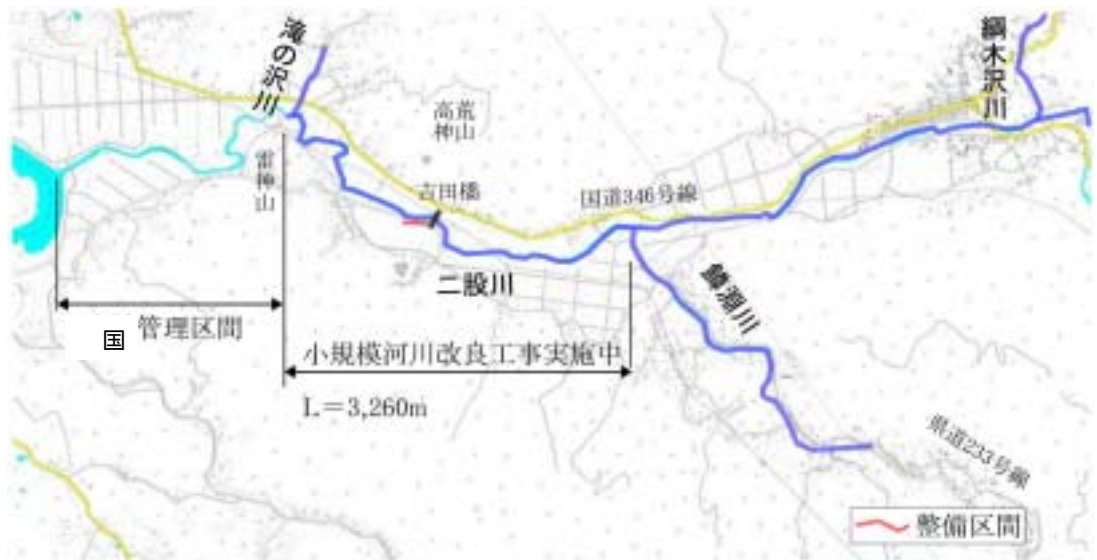 滝の沢川
綱木沢川
高荒
神山
雷神山
吉田橋
国道346号線
二股川
鱒淵川
国 管理区間
小規模河川改良工事実施中
L＝3,260m
県道233号線
整備区間